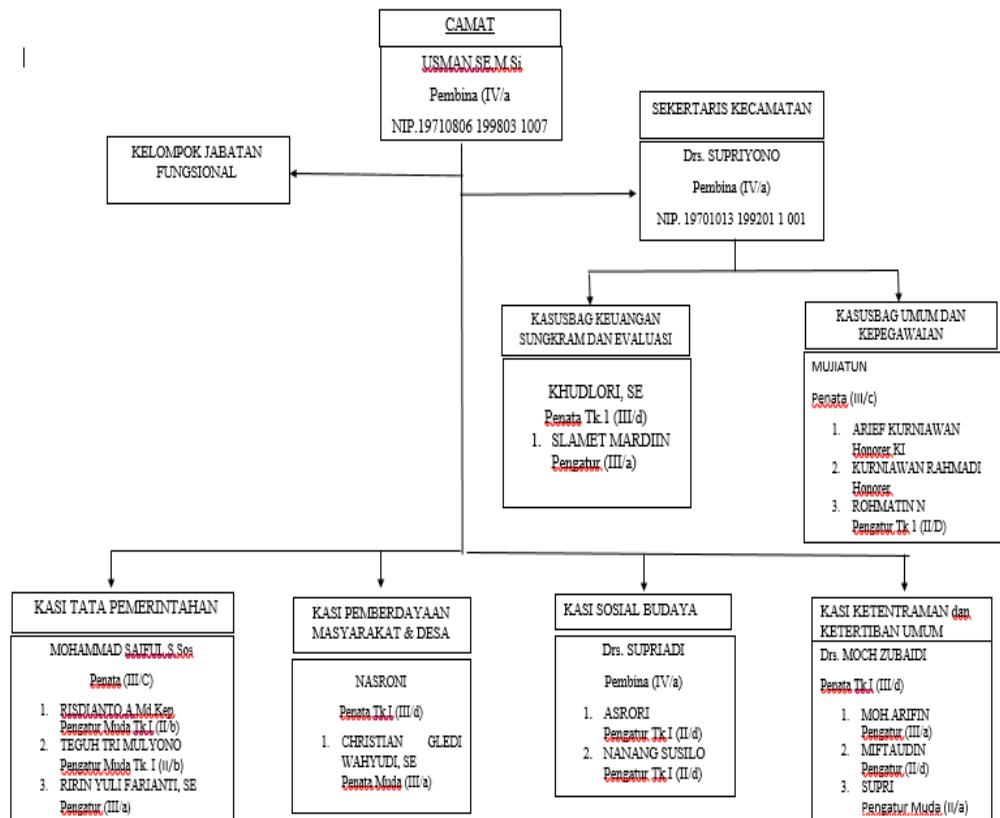 CAMAT
USMAN,SE,M.Si
Pembina (IV/a
NIP.19710806 199803 1007
SEKERTARIS KECAMATAN
Drs. SUPRIYONO
Pembina (IV/a)
NIP. 19701013 199201 1 001
KELOMPOK JABATAN
FUNGSIONAL
KASUSBAG KEUANGAN
SUNGKRAM DAN EVALUASI
KHUDLORI, SE
Penata Tk.1 (III/d)
1. SLAMET MARDIIN
Pengatur (III/a)
KASUSBAG UMUM DAN
KEPEGAWAIAN
MUJIATUN
Penata (III/c)
1. ARIEF KURNIAWAN
Honorer KI
2. KURNIAWAN RAHMADI
Honorer
3. ROHMATIN N
Pengatur Tk 1 (II/D)
KASI TATA PEMERINTAHAN
MOHAMMAD SAIFUL,S.Sos
Penata (III/C)
1. RISDIANTO,A.Md.Kep
Pengatur Muda Tk.I (II/b)
2. TEGUH TRI MULYONO
Pengatur Muda Tk. I (II/b)
3. RIRIN YULI FARIANTI, SE
Pengatur (III/a)
KASI PEMBERDAYAAN
MASYARAKAT & DESA
NASRONI
Penata Tk.I (III/d)
1. CHRISTIAN GLEDI
WAHYUDI, SE
Penata Muda (III/a)
KASI SOSIAL BUDAYA
Drs. SUPRIADI
Pembina (IV/a)
1. ASRORI
Pengatur Tk.I (II/d)
2. NANANG SUSILO
Pengatur Tk.I (II/d)
KASI KETENTRAMAN dan
KETERTIBAN UMUM
Drs. MOCH ZUBAIDI
Penata Tk.I (III/d)
1. MOH.ARIFIN
Pengatur (III/a)
2. MIFTAUDIN
Pengatur (II/d)
3. SUPRI
Pengatur Muda (II/a)